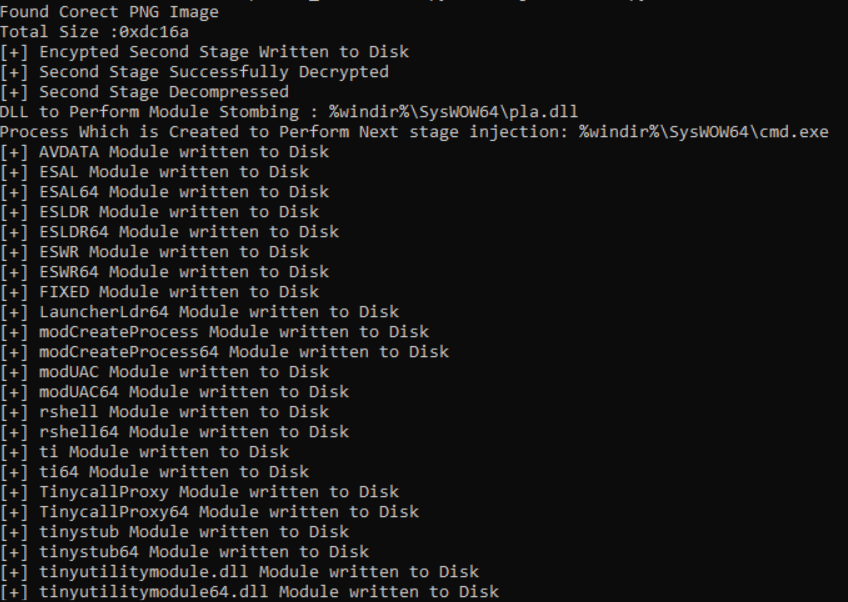 Found Corect PNG Image
Total Size :0xdc16a
[+] Encypted Second Stage Written to Disk
[+] Second Stage Successfully Decrypted
[+] Second Stage Decompressed
DLL to Perform Module Stombing : %windir%\SysWOW64\pla.dll
Process Which is Created to Perform Next stage injection: %windir%\SysWOW64\cmd.exe
[+] AVDATA Module written to Disk
[+] ESAL Module written to Disk
[+] ESAL64 Module written to Disk
[+] ESLDR Module written to Disk
[+] ESLDR64 Module written to Disk
[+] ESWR Module written to Disk
[+] ESWR64 Module written to Disk
[+] FIXED Module written to Disk
[+] LauncherLdr64 Module written to Disk
[+] modCreateProcess Module written to Disk
[+] modCreateProcess64 Module written to Disk
[+] modUAC Module written to Disk
[+] modUAC64 Module written to Disk
[+] rshell Module written to Disk
[+] rshell64 Module written to Disk
[+] ti Module written to Disk
[+] ti64 Module written to Disk
[+] TinycallProxy Module written to Disk
[+] TinycallProxy64 Module written to Disk
[+] tinystub Module written to Disk
[+] tinystub64 Module written to Disk
[+] tinyutilitymodule.dll Module written to Disk
[+] tinyutilitymodule64.dll Module written to Disk